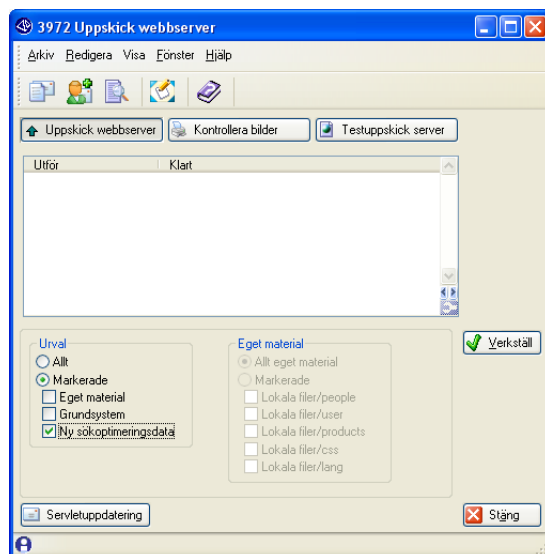 3972 Uppskick webbserver
Arkiv Redigera Visa Fönster Hjälp
Uppskick webbserver Kontrollera bilder Testuppskick server
Utför Klart
Urval
Allt
Markerade
Eget material
Grundsystem
Ny sökoptimeringsdata
Eget material
Allt eget material
Markerade
Lokala filer/people
Lokala filer/user
Lokala filer/products
Lokala filer/css
Lokala filer/lang
Verkställ
Servletuppdatering
Stäng